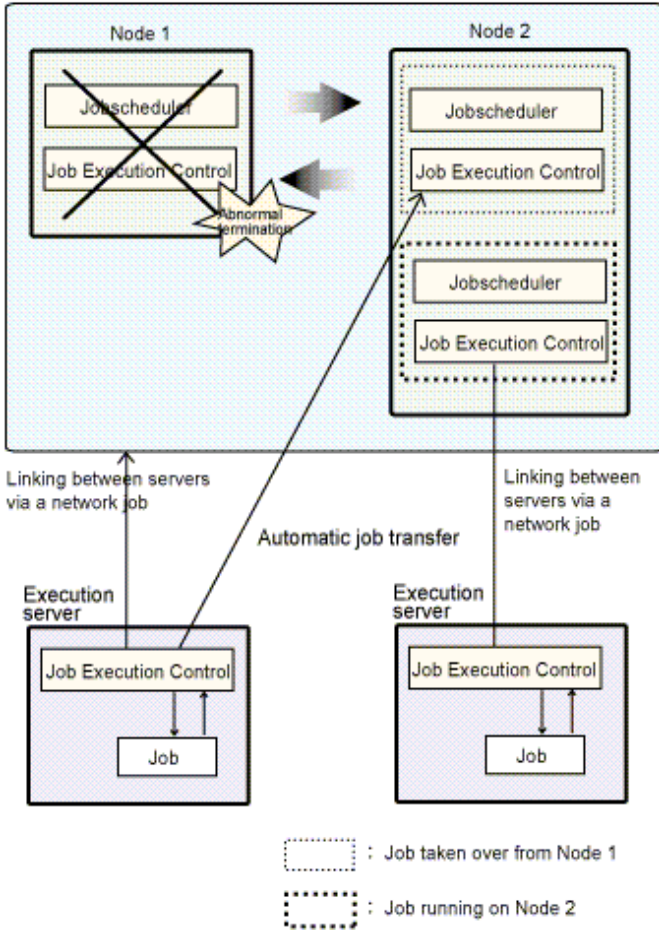 Node 1
Node 2
Jobscheduler
Job Execution Control
Abnormal
termination
Jobscheduler
Job Execution Control
Jobscheduler
Job Execution Control
Linking between servers
via a network job
Linking between
servers via a
network job
Automatic job transfer
Execution
server
Job Execution Control
Job
Execution
server
Job Execution Control
Job
: Job taken over from Node 1
: Job running on Node 2